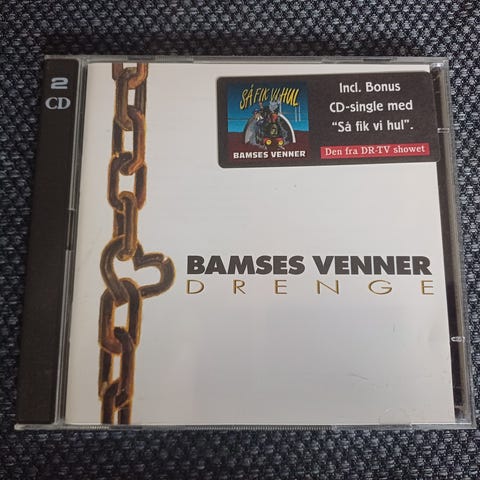 2
CD
SÅ FIK VI HUL
BAMSES VENNER
Incl. Bonus
CD-single med
"Så fik vi hul".
Den fra DR-TV showet
BAMSES VENNER
DRENGE